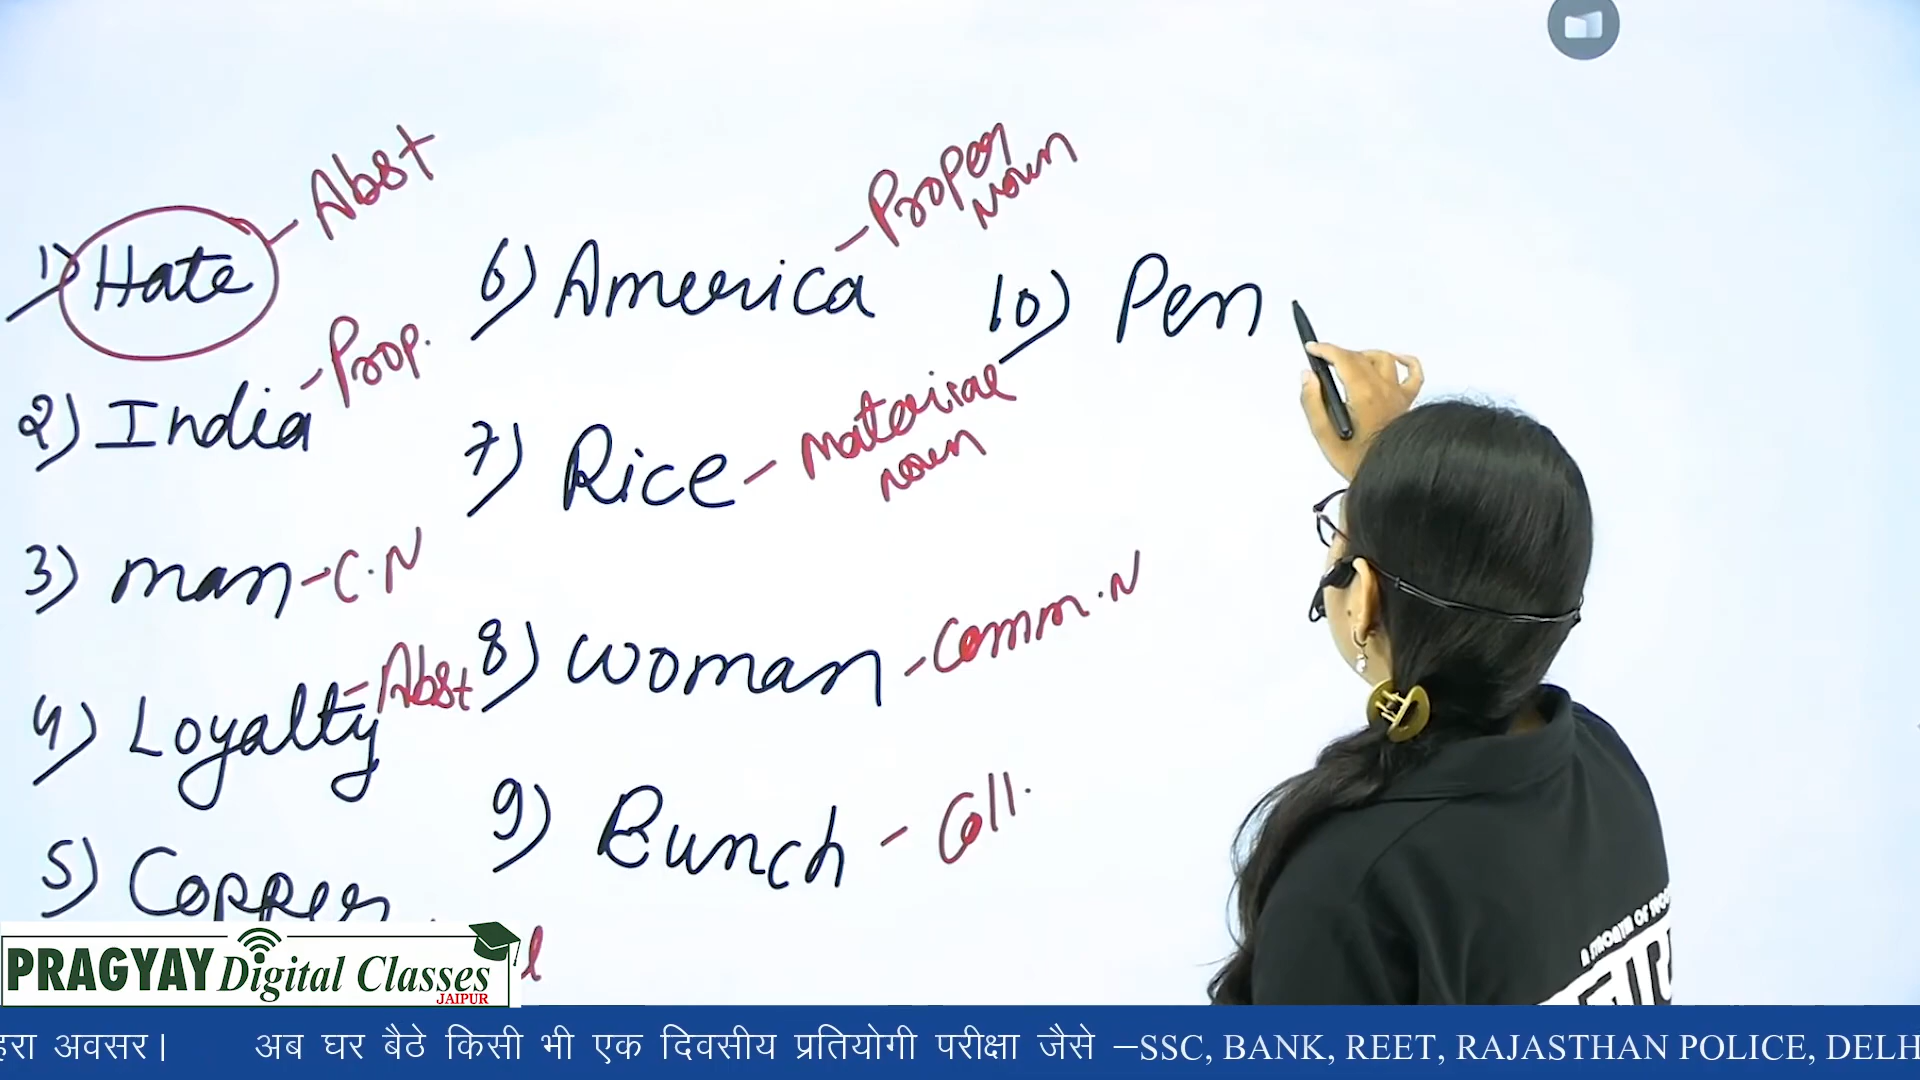 1) Hate - Abst
2) India - Prop.
3) man - C.N
4) Loyalty = Abst
5) Copper
6) America - Proper
Noun
7) Rice - Material
noun
8) woman - Comm.N
9) Bunch - Coll.
10) Pen
PRAGYAY Digital Classes
JAIPUR
अवसर। अब घर बैठे किसी भी एक दिवसीय प्रतियोगी परीक्षा जैसे –SSC, BANK, REET, RAJASTHAN POLICE, DELH